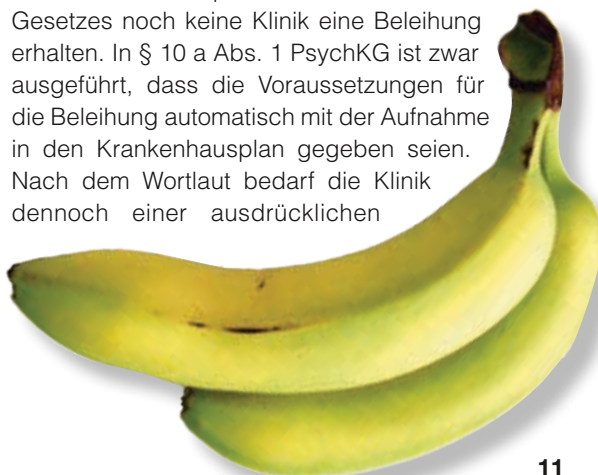 Gesetzes noch keine Klinik eine Beleihung
erhalten. In § 10 a Abs. 1 PsychKG ist zwar
ausgeführt, dass die Voraussetzungen für
die Beleihung automatisch mit der Aufnahme
in den Krankenhausplan gegeben seien.
Nach dem Wortlaut bedarf die Klinik
dennoch einer ausdrücklichen
11